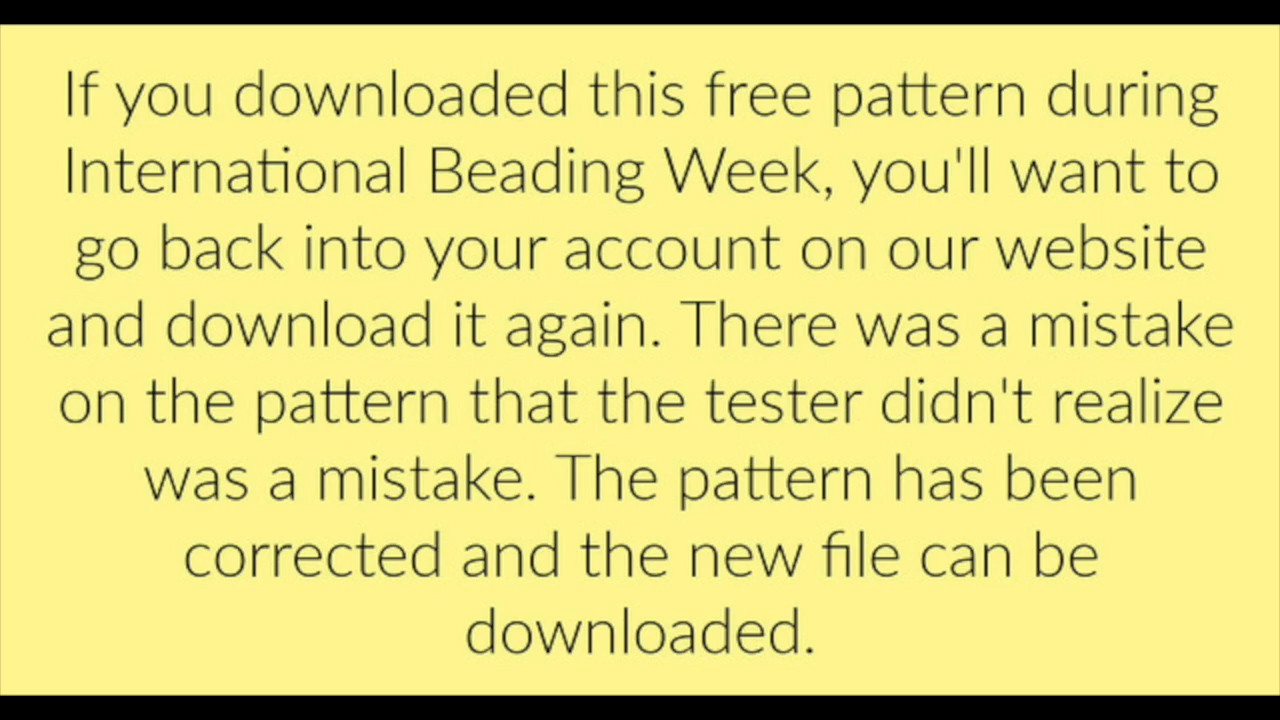 If you downloaded this free pattern during
International Beading Week, you'll want to
go back into your account on our website
and download it again. There was a mistake
on the pattern that the tester didn't realize
was a mistake. The pattern has been
corrected and the new file can be
downloaded.